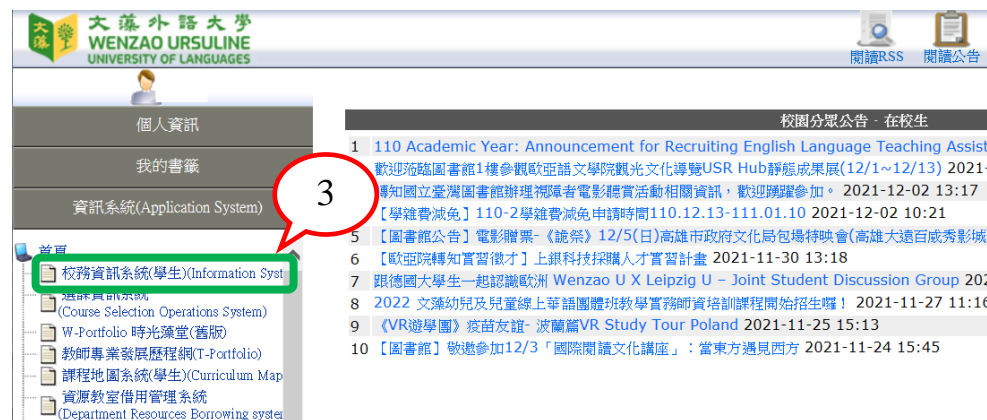 文藻外語大學
WENZAO URSULINE
UNIVERSITY OF LANGUAGES
文藻
閱讀RSS
閱讀公告
個人資訊
我的書籤
資訊系統(Application System)
首頁
校務資訊系統(學生)(Information Syst
選課資訊系統
(Course Selection Operations System)
W-Portfolio 時光藻堂(舊版)
教師專業發展歷程網(T-Portfolio)
課程地圖系統(學生)(Curriculum Map
資源教室借用管理系統
(Department Resources Borrowing syster
3
校園分眾公告 - 在校生
1 110 Academic Year: Announcement for Recruiting English Language Teaching Assist
歡迎蒞臨圖書館1樓參觀歐亞語文學院觀光文化導覽USR Hub靜態成果展(12/1~12/13) 2021-
轉知國立臺灣圖書館辦理視障者電影聽賞活動相關資訊，歡迎踴躍參加。 2021-12-02 13:17
【學雜費減免】110-2學雜費減免申請時間110.12.13-111.01.10 2021-12-02 10:21
5 【圖書館公告】電影贈票-《詭祭》12/5(日)高雄市政府文化局包場特映會(高雄大遠百威秀影城
6 【歐亞院轉知實習徵才】上銀科技採購人才實習計畫 2021-11-30 13:18
7 跟德國大學生一起認識歐洲 Wenzao U X Leipzig U – Joint Student Discussion Group 202
8 2022 文藻幼兒及兒童線上華語團體班教學實務師資培訓課程開始招生囉！ 2021-11-27 11:16
9 《VR遊學團》疫苗友誼- 波蘭篇VR Study Tour Poland 2021-11-25 15:13
10 【圖書館】敬邀參加12/3「國際閱讀文化講座」：當東方遇見西方 2021-11-24 15:45